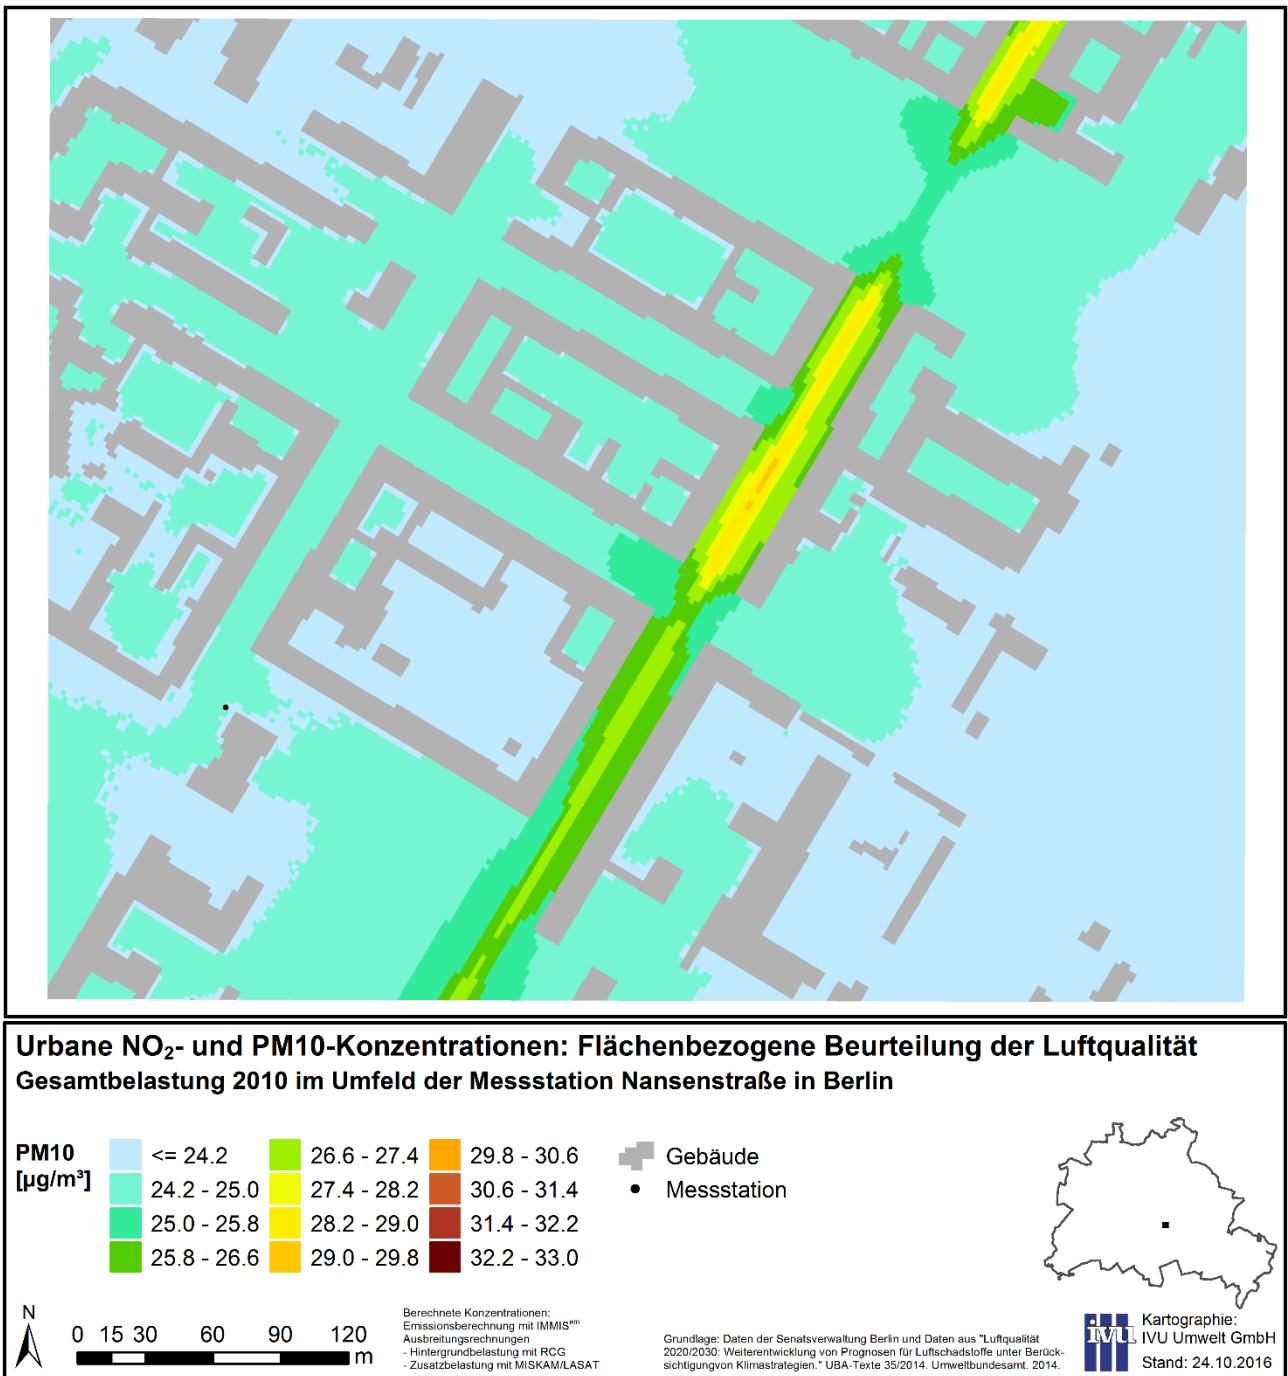 Urbane NO₂- und PM10-Konzentrationen: Flächenbezogene Beurteilung der Luftqualität
Gesamtbelastung 2010 im Umfeld der Messstation Nansenstraße in Berlin
PM10
[µg/m³]
<= 24.2
24.2 - 25.0
25.0 - 25.8
25.8 - 26.6
26.6 - 27.4
27.4 - 28.2
28.2 - 29.0
29.0 - 29.8
29.8 - 30.6
30.6 - 31.4
31.4 - 32.2
32.2 - 33.0
Gebäude
Messstation
N
0 15 30 60 90 120
m
Berechnete Konzentrationen:
Emissionsberechnung mit IMMISᵉᵐ
Ausbreitungsrechnungen
- Hintergrundbelastung mit RCG
- Zusatzbelastung mit MISKAM/LASAT
Grundlage: Daten der Senatsverwaltung Berlin und Daten aus "Luftqualität
2020/2030: Weiterentwicklung von Prognosen für Luftschadstoffe unter Berück-
sichtigungvon Klimastrategien." UBA-Texte 35/2014. Umweltbundesamt. 2014.
ivu
Kartographie:
IVU Umwelt GmbH
Stand: 24.10.2016